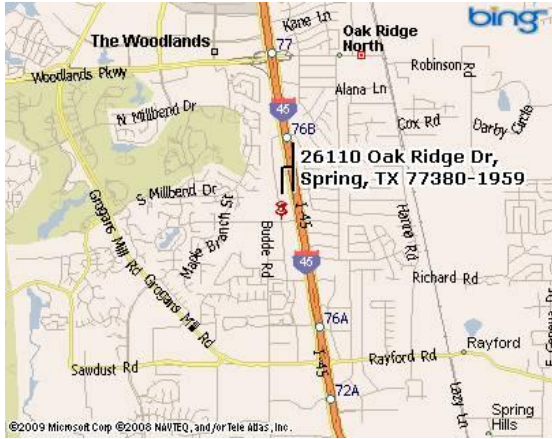 Kane Ln
bing
The Woodlands
Oak Ridge
North
77
Robinson Rd
Woodlands Pkwy
Alana Ln
N Millbend Dr
45
76B
Cox Rd
Darby Circle
26110 Oak Ridge Dr,
Spring, TX 77380-1959
S Millbend Dr
Grogans Mill Rd
Maple Branch St
Budde Rd
I-45
Hanna Rd
45
Richard Rd
Grogans Mill Rd
76A
I-45
Rayford
Rayford Rd
Sawdust Rd
72A
Lazy Ln
Spring
Hills
©2009 Microsoft Corp ©2008 NAVTEQ, and/or Tele Atlas, Inc.